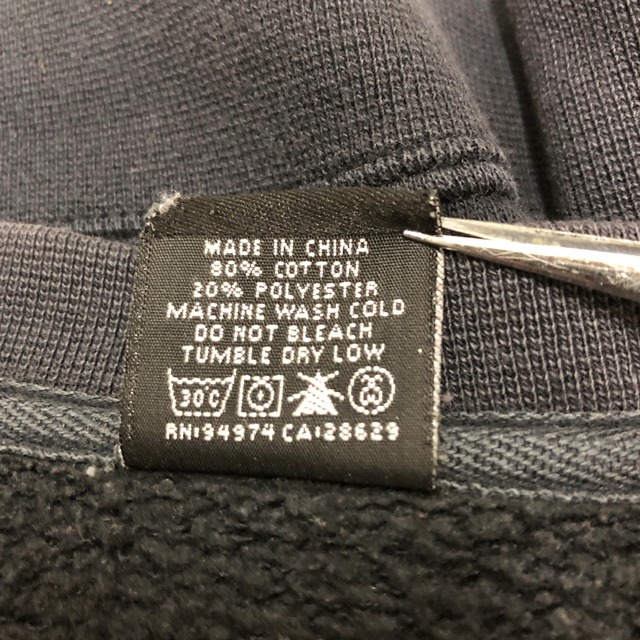 MADE IN CHINA
80% COTTON
20% POLYESTER
MACHINE WASH COLD
DO NOT BLEACH
TUMBLE DRY LOW
30C
RN:94974 CA:28629